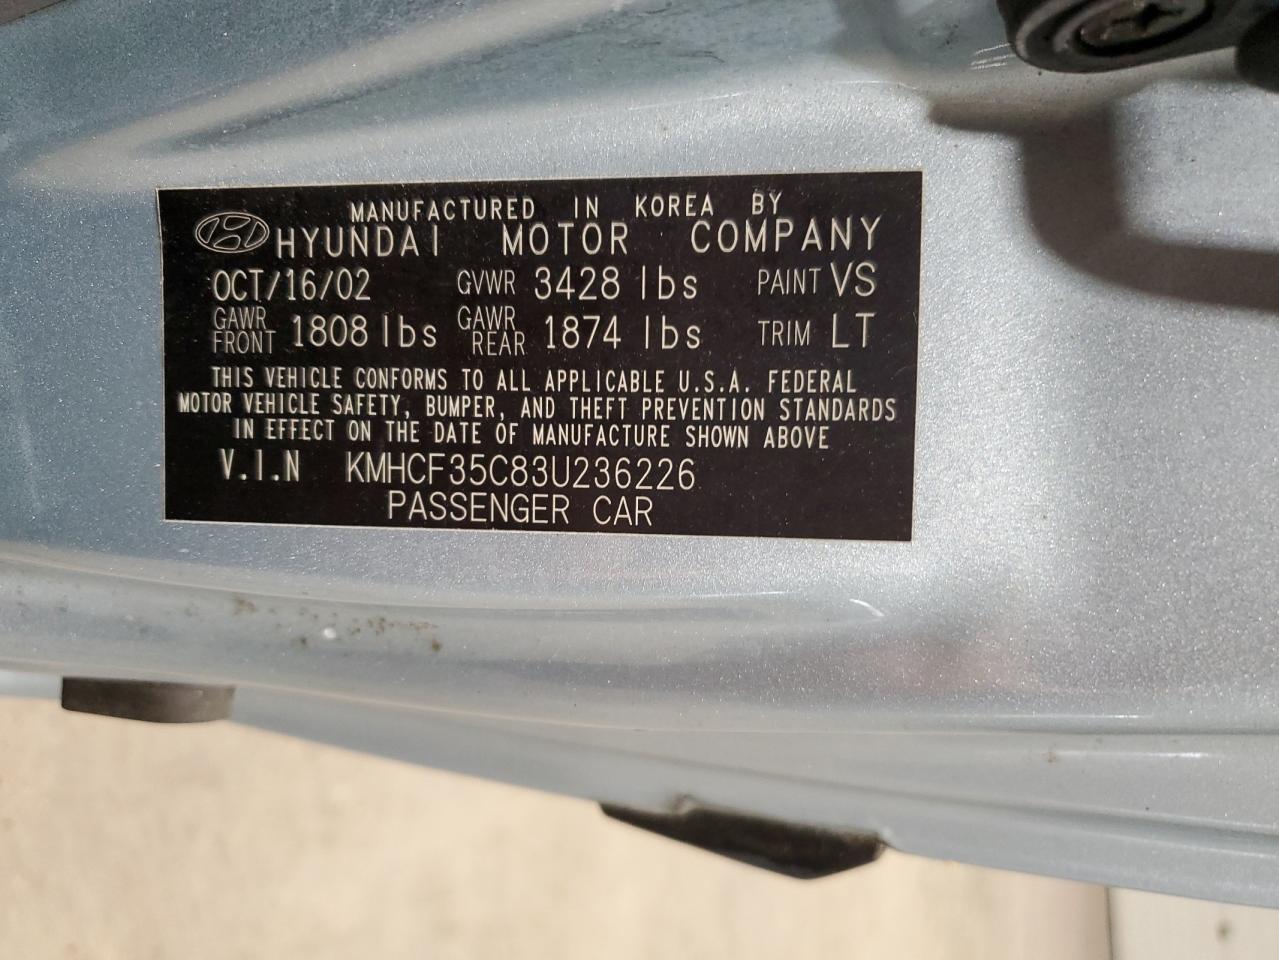 MANUFACTURED IN KOREA BY
HYUNDAI MOTOR COMPANY
OCT/16/02 GVWR 3428 lbs PAINT VS
GAWR FRONT 1808 lbs GAWR REAR 1874 lbs TRIM LT
THIS VEHICLE CONFORMS TO ALL APPLICABLE U.S.A. FEDERAL
MOTOR VEHICLE SAFETY, BUMPER, AND THEFT PREVENTION STANDARDS
IN EFFECT ON THE DATE OF MANUFACTURE SHOWN ABOVE
V.I.N KMHCF35C83U236226
PASSENGER CAR